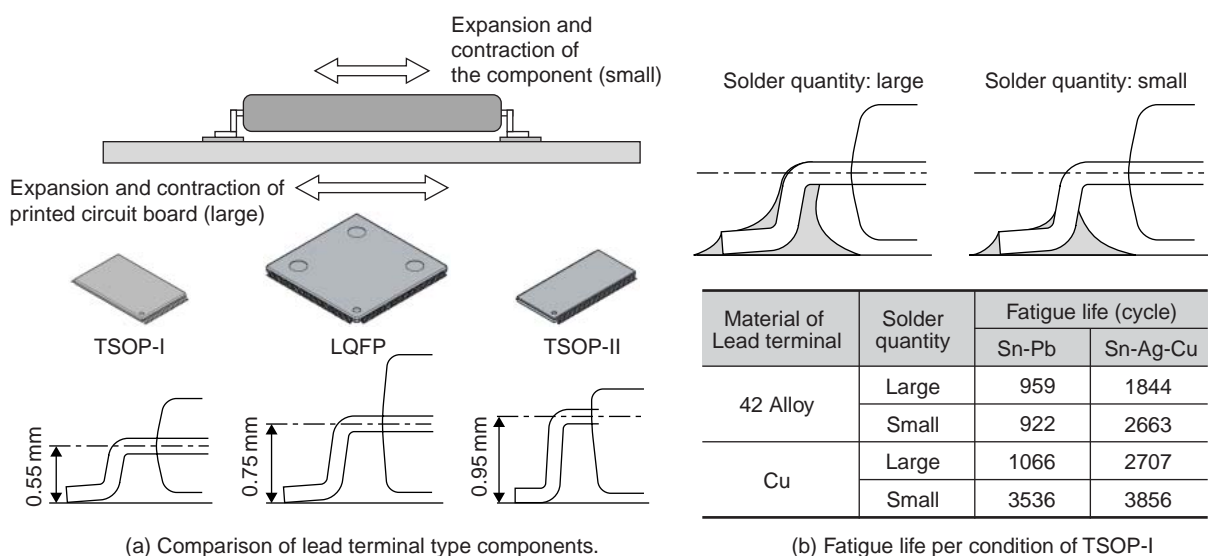 Expansion and
contraction of
the component (small)
Expansion and contraction of
printed circuit board (large)
TSOP-I
LQFP
TSOP-II
0.55 mm
0.75 mm
0.95 mm
(a) Comparison of lead terminal type components.
Solder quantity: large
Solder quantity: small
Material of
Lead terminal
Solder
quantity
Fatigue life (cycle)
Sn-Pb
Sn-Ag-Cu
42 Alloy
Large
959
1844
Small
922
2663
Cu
Large
1066
2707
Small
3536
3856
(b) Fatigue life per condition of TSOP-I